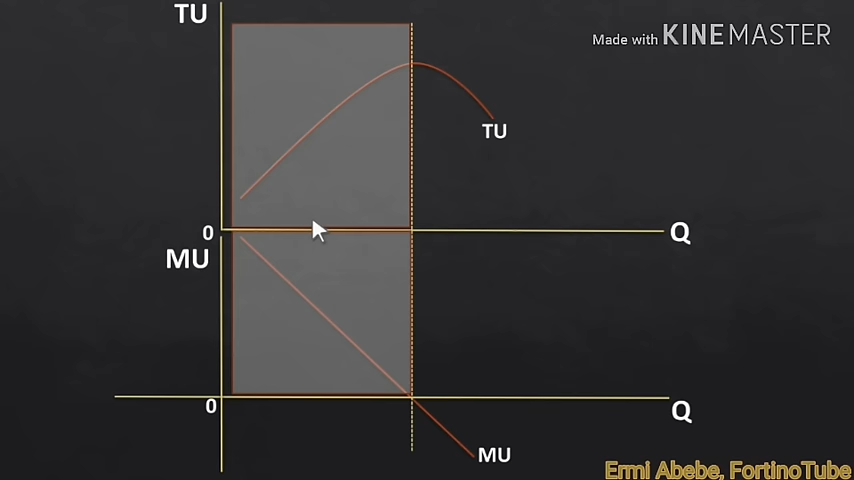 TU
Made with KINEMASTER
TU
0
Q
MU
0
Q
MU
Ermi Abebe, FortinoTube